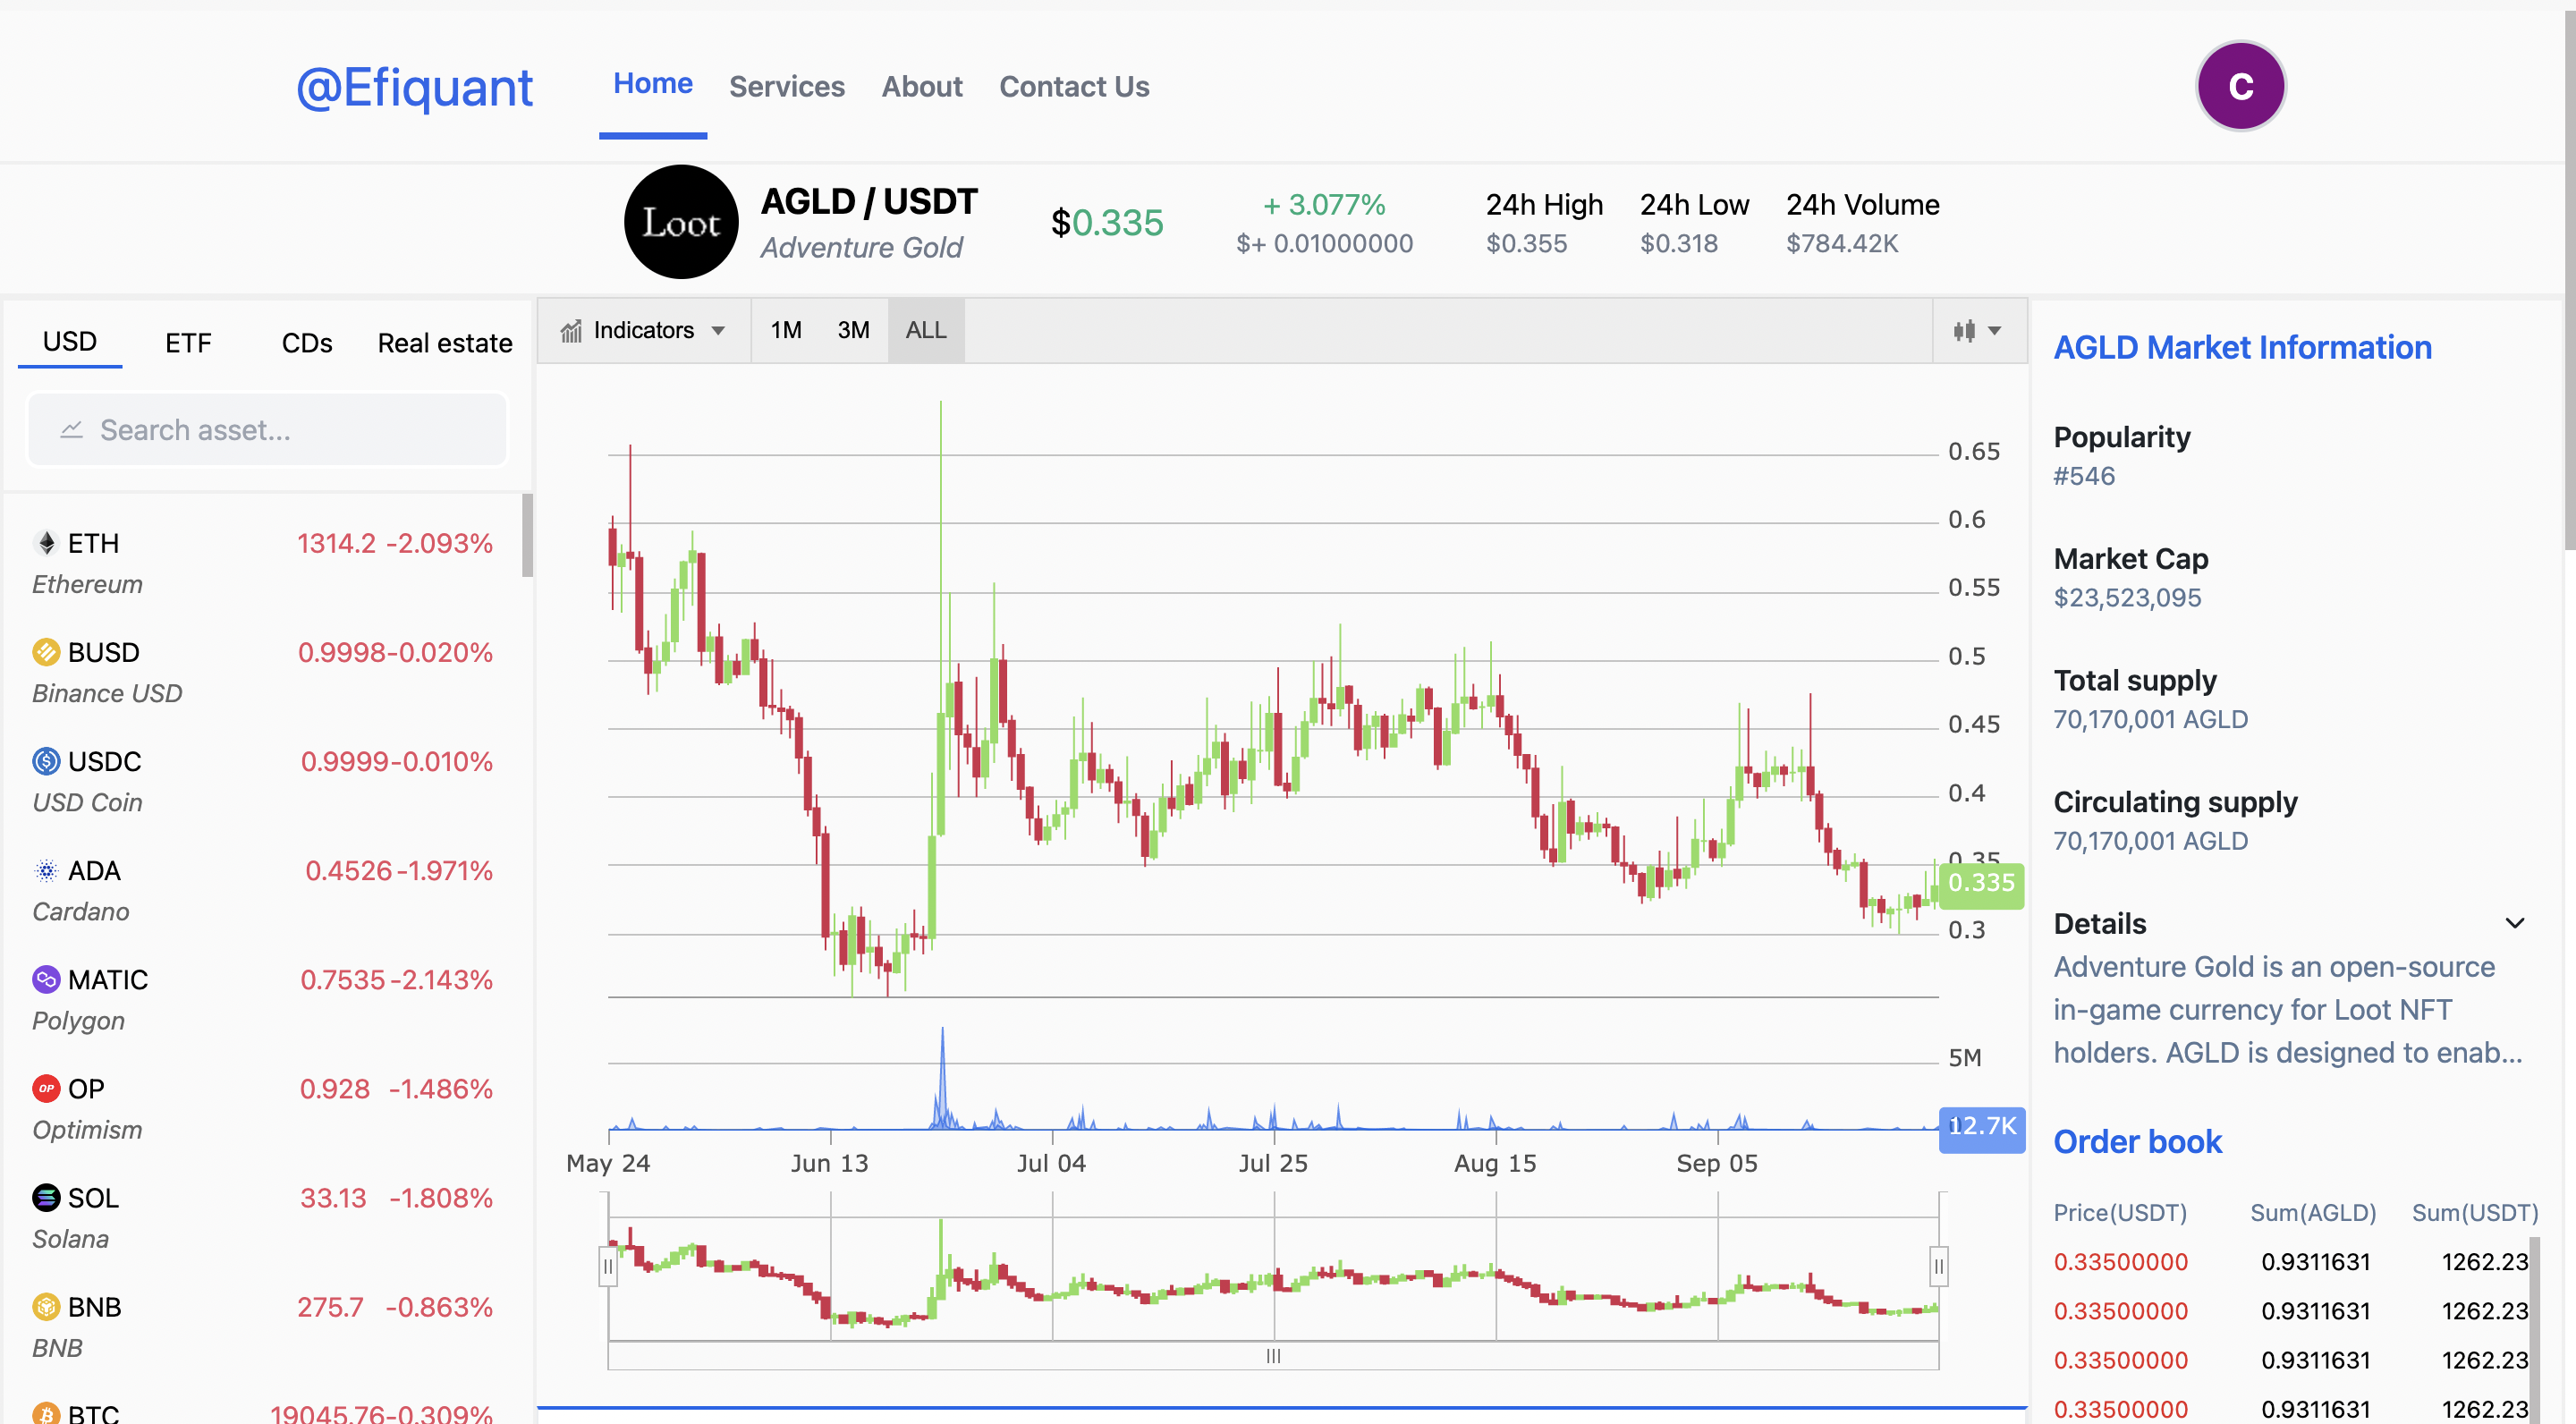 @Efiquant
Home Services About Contact Us
C
Loot
AGLD / USDT
Adventure Gold
$0.335
+ 3.077%
$+ 0.01000000
24h High
$0.355
24h Low
$0.318
24h Volume
$784.42K
USD ETF CDs Real estate
Search asset...
ETH 1314.2 -2.093%
Ethereum
BUSD 0.9998 -0.020%
Binance USD
USDC 0.9999 -0.010%
USD Coin
ADA 0.4526 -1.971%
Cardano
MATIC 0.7535 -2.143%
Polygon
OP
OP 0.928 -1.486%
Optimism
SOL 33.13 -1.808%
Solana
BNB 275.7 -0.863%
BNB
BTC 19045.76 -0.309%
Indicators 1M 3M ALL
0.65
0.6
0.55
0.5
0.45
0.4
0.35
0.335
0.3
5M
12.7K
May 24 Jun 13 Jul 04 Jul 25 Aug 15 Sep 05
AGLD Market Information
Popularity
#546
Market Cap
$23,523,095
Total supply
70,170,001 AGLD
Circulating supply
70,170,001 AGLD
Details
Adventure Gold is an open-source
in-game currency for Loot NFT
holders. AGLD is designed to enab...
Order book
Price(USDT) Sum(AGLD) Sum(USDT)
0.33500000 0.9311631 1262.23
0.33500000 0.9311631 1262.23
0.33500000 0.9311631 1262.23
0.33500000 0.9311631 1262.23